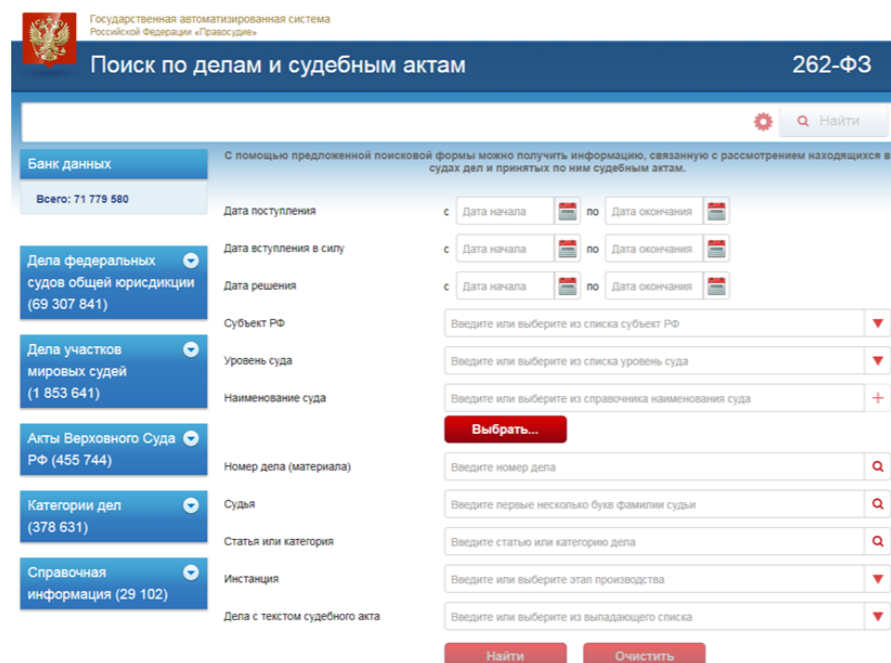 Государственная автоматизированная система
Российской Федерации «Правосудие»
Поиск по делам и судебным актам
262-ФЗ
Найти
Банк данных
Всего: 71 779 580
Дела федеральных
судов общей юрисдикции
(69 307 841)
Дела участков
мировых судей
(1 853 641)
Акты Верховного Суда
РФ (455 744)
Категории дел
(378 631)
Справочная
информация (29 102)
С помощью предложенной поисковой формы можно получить информацию, связанную с рассмотрением находящихся в
судах дел и принятых по ним судебным актам.
Дата поступления с Дата начала по Дата окончания
Дата вступления в силу с Дата начала по Дата окончания
Дата решения с Дата начала по Дата окончания
Субъект РФ Введите или выберите из списка субъект РФ
Уровень суда Введите или выберите из списка уровень суда
Наименование суда Введите или выберите из справочника наименования суда
Выбрать...
Номер дела (материала) Введите номер дела
Судья Введите первые несколько букв фамилии судьи
Статья или категория Введите статью или категорию дела
Инстанция Введите или выберите этап производства
Дела с текстом судебного акта Введите или выберите из выпадающего списка
Найти Очистить